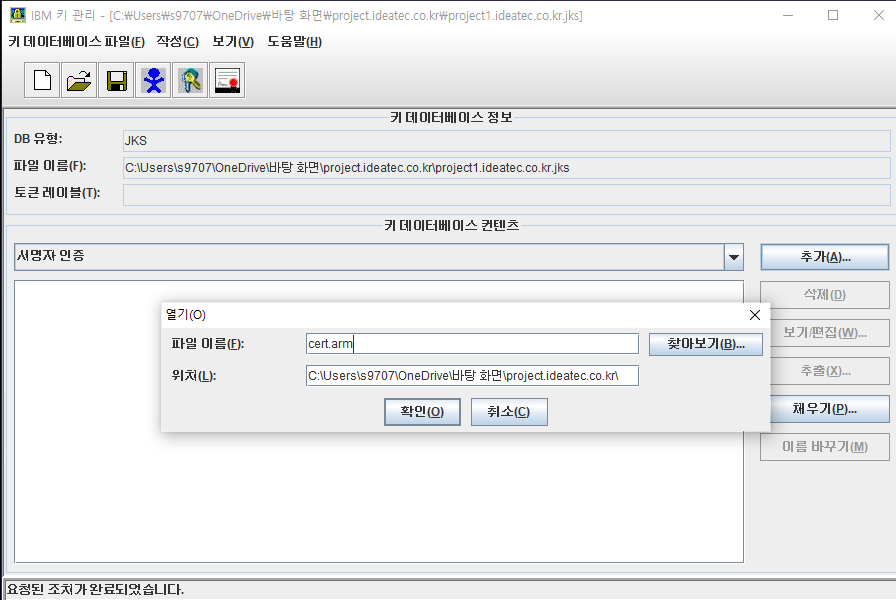 IBM 키 관리 - [C:₩Users₩s9707₩OneDrive₩바탕 화면₩project.ideatec.co.kr₩project1.ideatec.co.kr.jks]
키 데이터베이스 파일(F) 작성(C) 보기(V) 도움말(H)
키 데이터베이스 정보
DB 유형: JKS
파일 이름(F): C:\Users\s9707\OneDrive\바탕 화면\project.ideatec.co.kr\project1.ideatec.co.kr.jks
토큰 레이블(T):
키 데이터베이스 컨텐츠
서명자 인증 추가(A)...
삭제(D)
열기(O)
보기/편집(W)...
파일 이름(F): cert.arm 찾아보기(B)...
추출(X)...
위치(L): C:\Users\s9707\OneDrive\바탕 화면\project.ideatec.co.kr\
확인(O) 취소(C)
채우기(P)...
이름 바꾸기(M)
요청된 조치가 완료되었습니다.